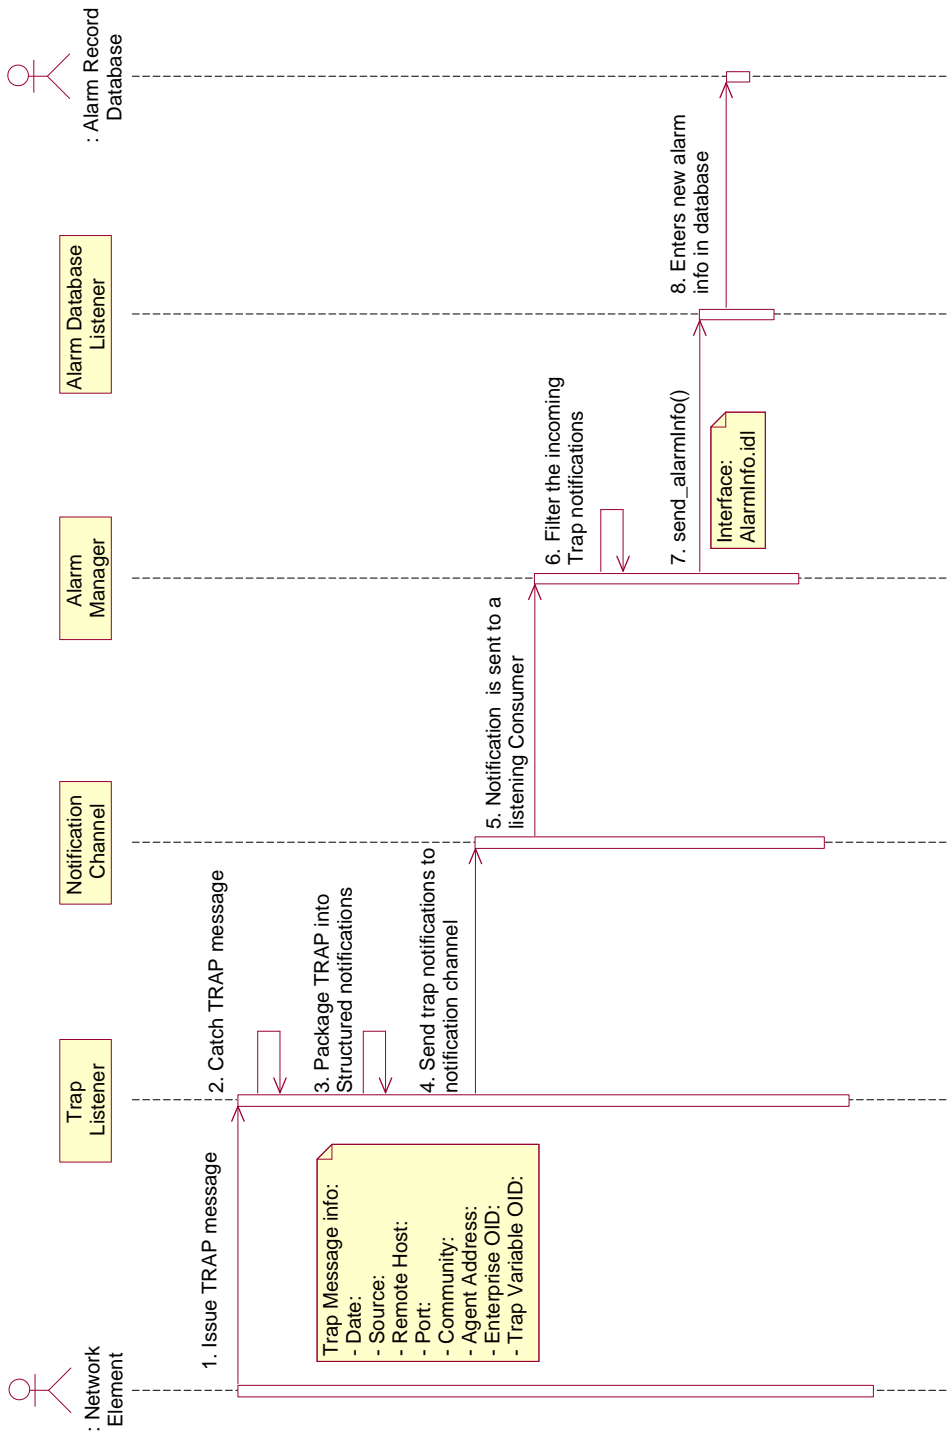 : Network
Element
Trap
Listener
Notification
Channel
Alarm
Manager
Alarm Database
Listener
: Alarm Record
Database
1. Issue TRAP message
2. Catch TRAP message
Trap Message info:
- Date:
- Source:
- Remote Host:
- Port:
- Community:
- Agent Address:
- Enterprise OID:
- Trap Variable OID:
3. Package TRAP into
Structured notifications
4. Send trap notifications to
notification channel
5. Notification is sent to a
listening Consumer
6. Filter the incoming
Trap notifications
7. send_alarmInfo()
Interface:
AlarmInfo.idl
8. Enters new alarm
info in database